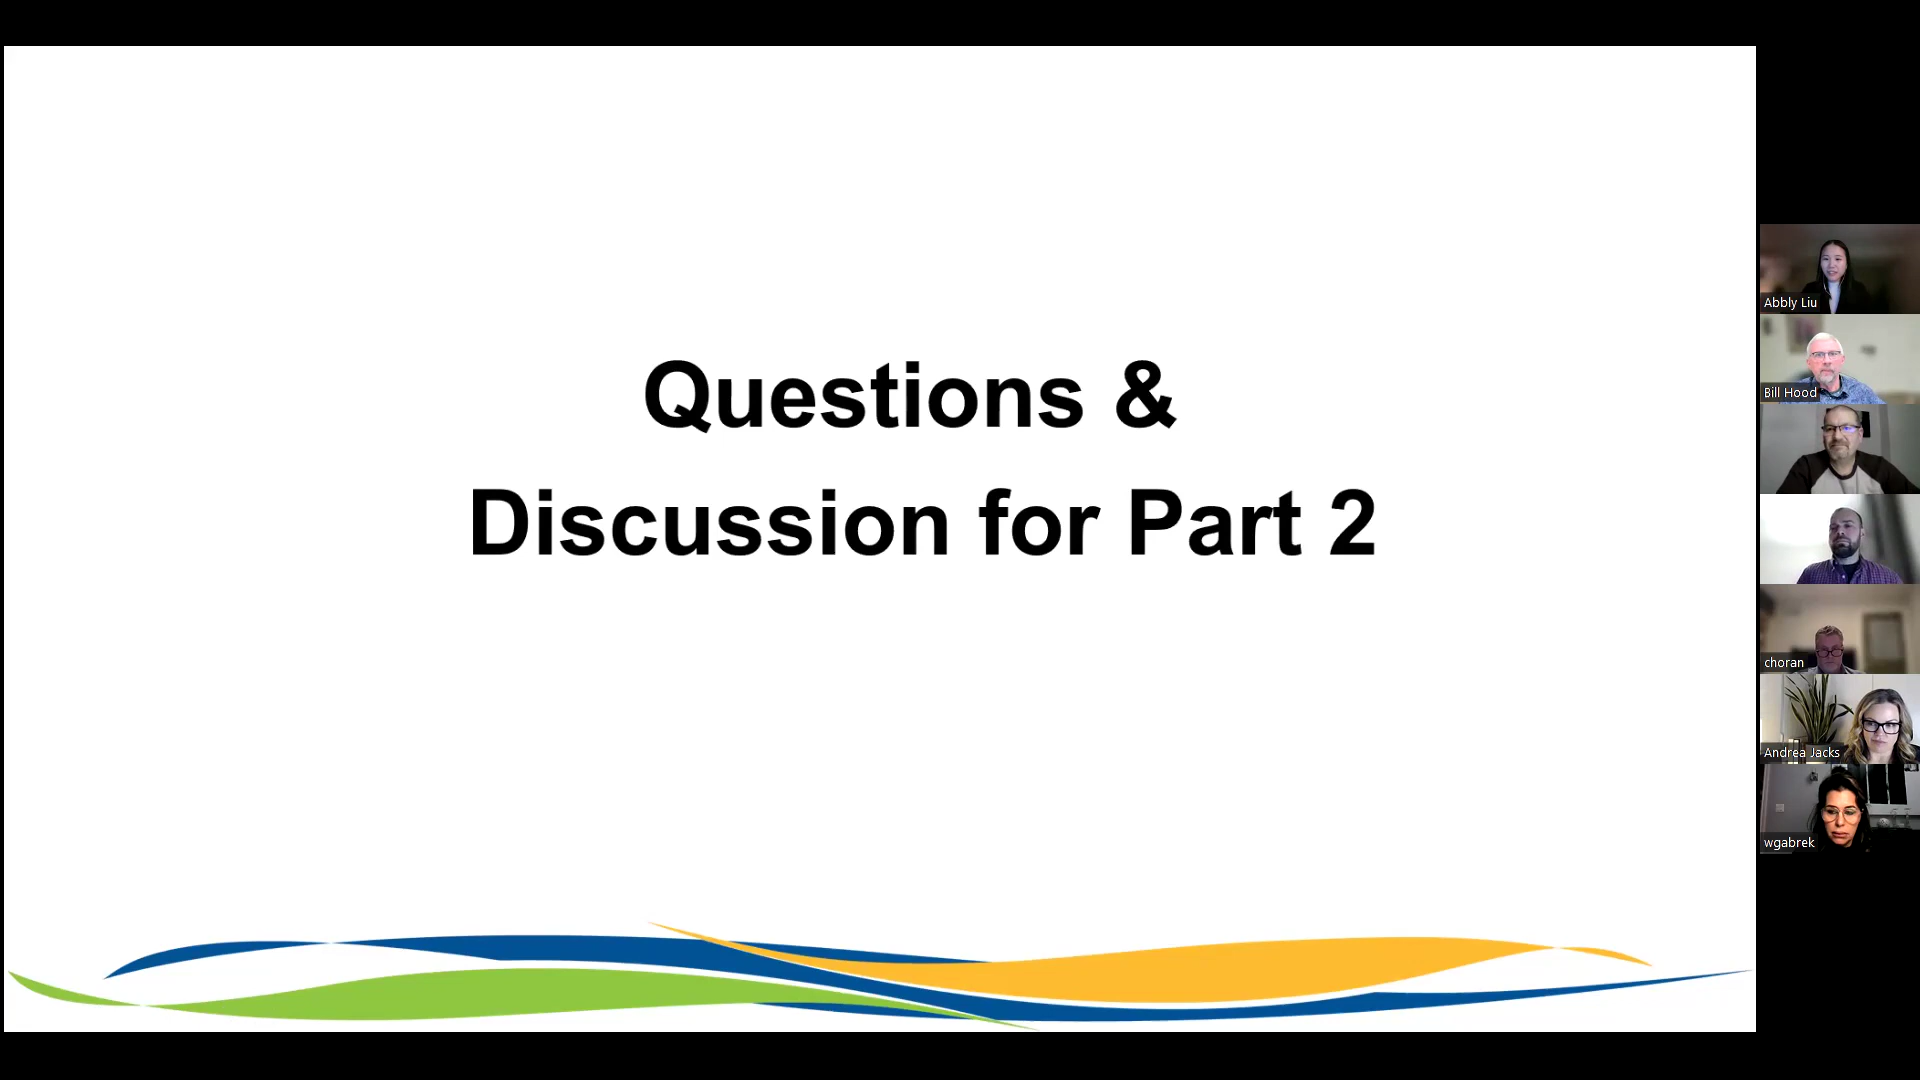 Questions &
Discussion for Part 2
Abbly Liu
Bill Hood
choran
Andrea Jacks
wgabrek